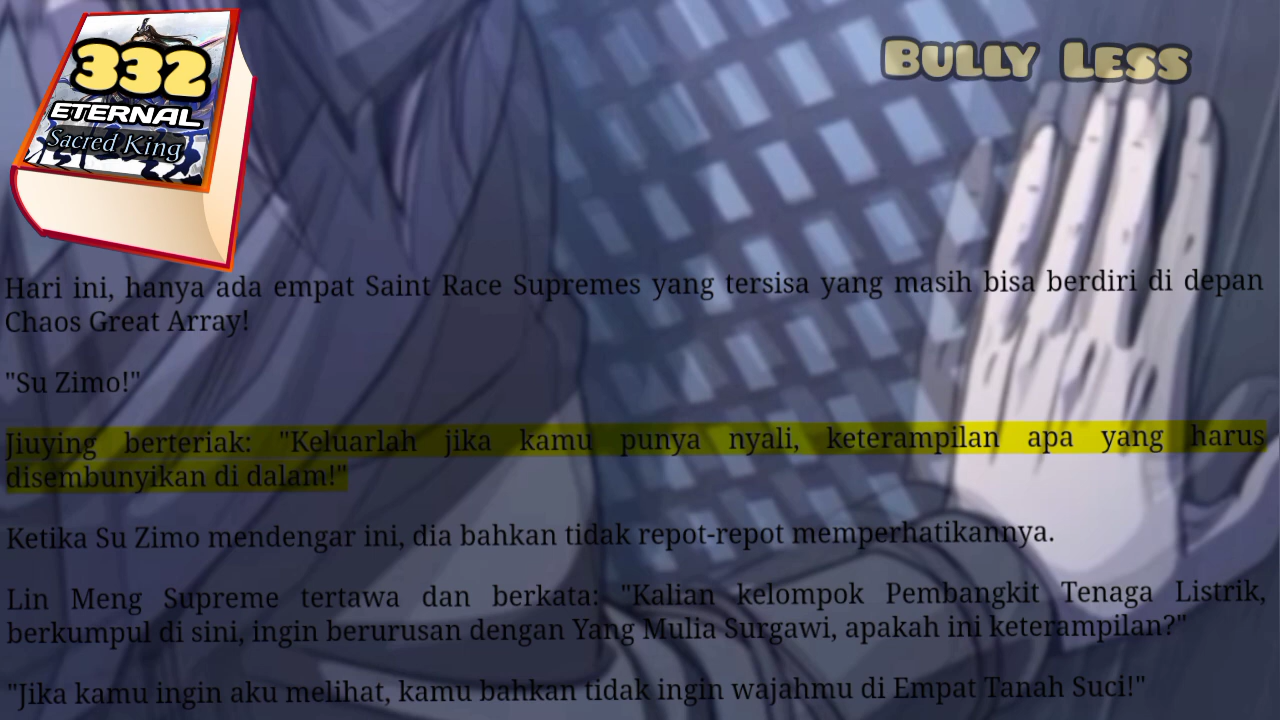 332
ETERNAL
Sacred King
Bully Less
Hari ini, hanya ada empat Saint Race Supremes yang tersisa yang masih bisa berdiri di depan
Chaos Great Array!
"Su Zimo!"
Jiuying berteriak: "Keluarlah jika kamu punya nyali, keterampilan apa yang harus
disembunyikan di dalam!"
Ketika Su Zimo mendengar ini, dia bahkan tidak repot-repot memperhatikannya.
Lin Meng Supreme tertawa dan berkata: "Kalian kelompok Pembangkit Tenaga Listrik,
berkumpul di sini, ingin berurusan dengan Yang Mulia Surgawi, apakah ini keterampilan?"
"Jika kamu ingin aku melihat, kamu bahkan tidak ingin wajahmu di Empat Tanah Suci!"